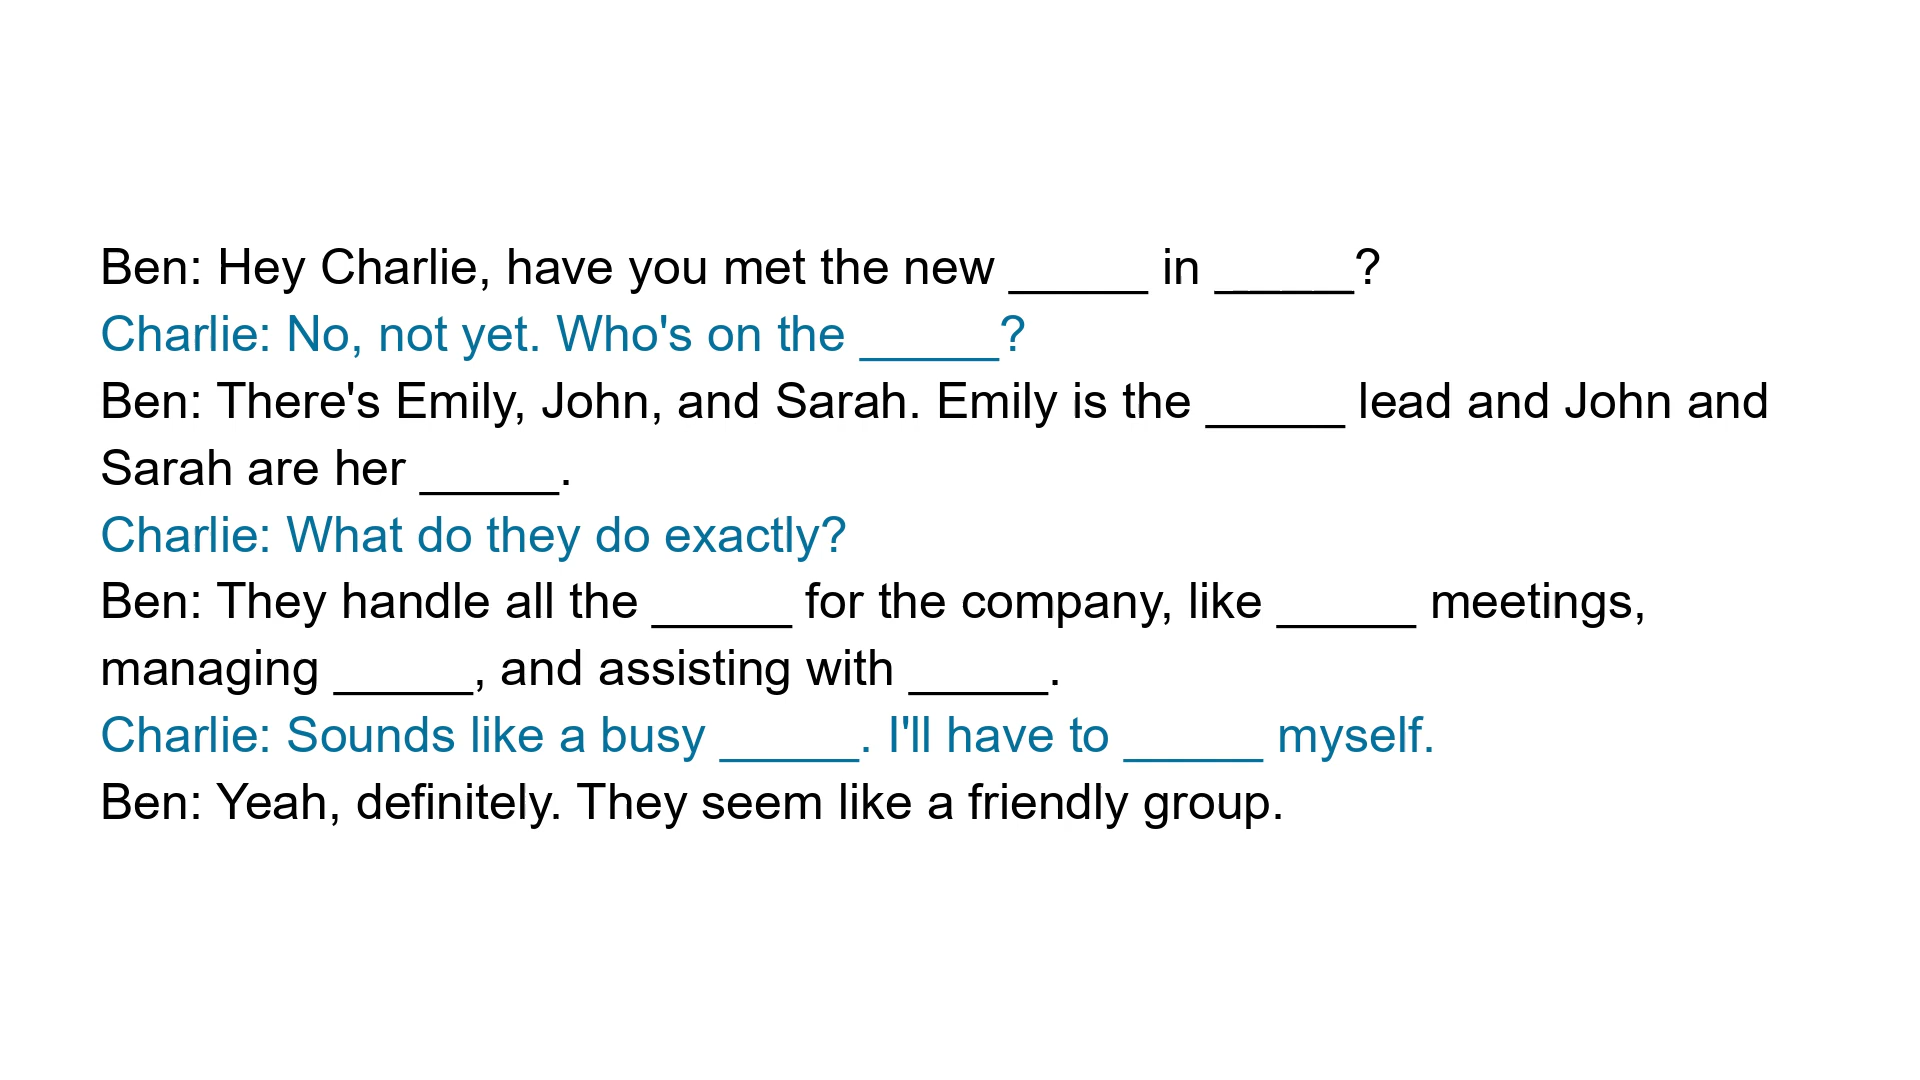 Ben: Hey Charlie, have you met the new _____ in _____?
Charlie: No, not yet. Who's on the _____?
Ben: There's Emily, John, and Sarah. Emily is the _____ lead and John and
Sarah are her _____.
Charlie: What do they do exactly?
Ben: They handle all the _____ for the company, like _____ meetings,
managing _____, and assisting with _____.
Charlie: Sounds like a busy _____. I'll have to _____ myself.
Ben: Yeah, definitely. They seem like a friendly group.